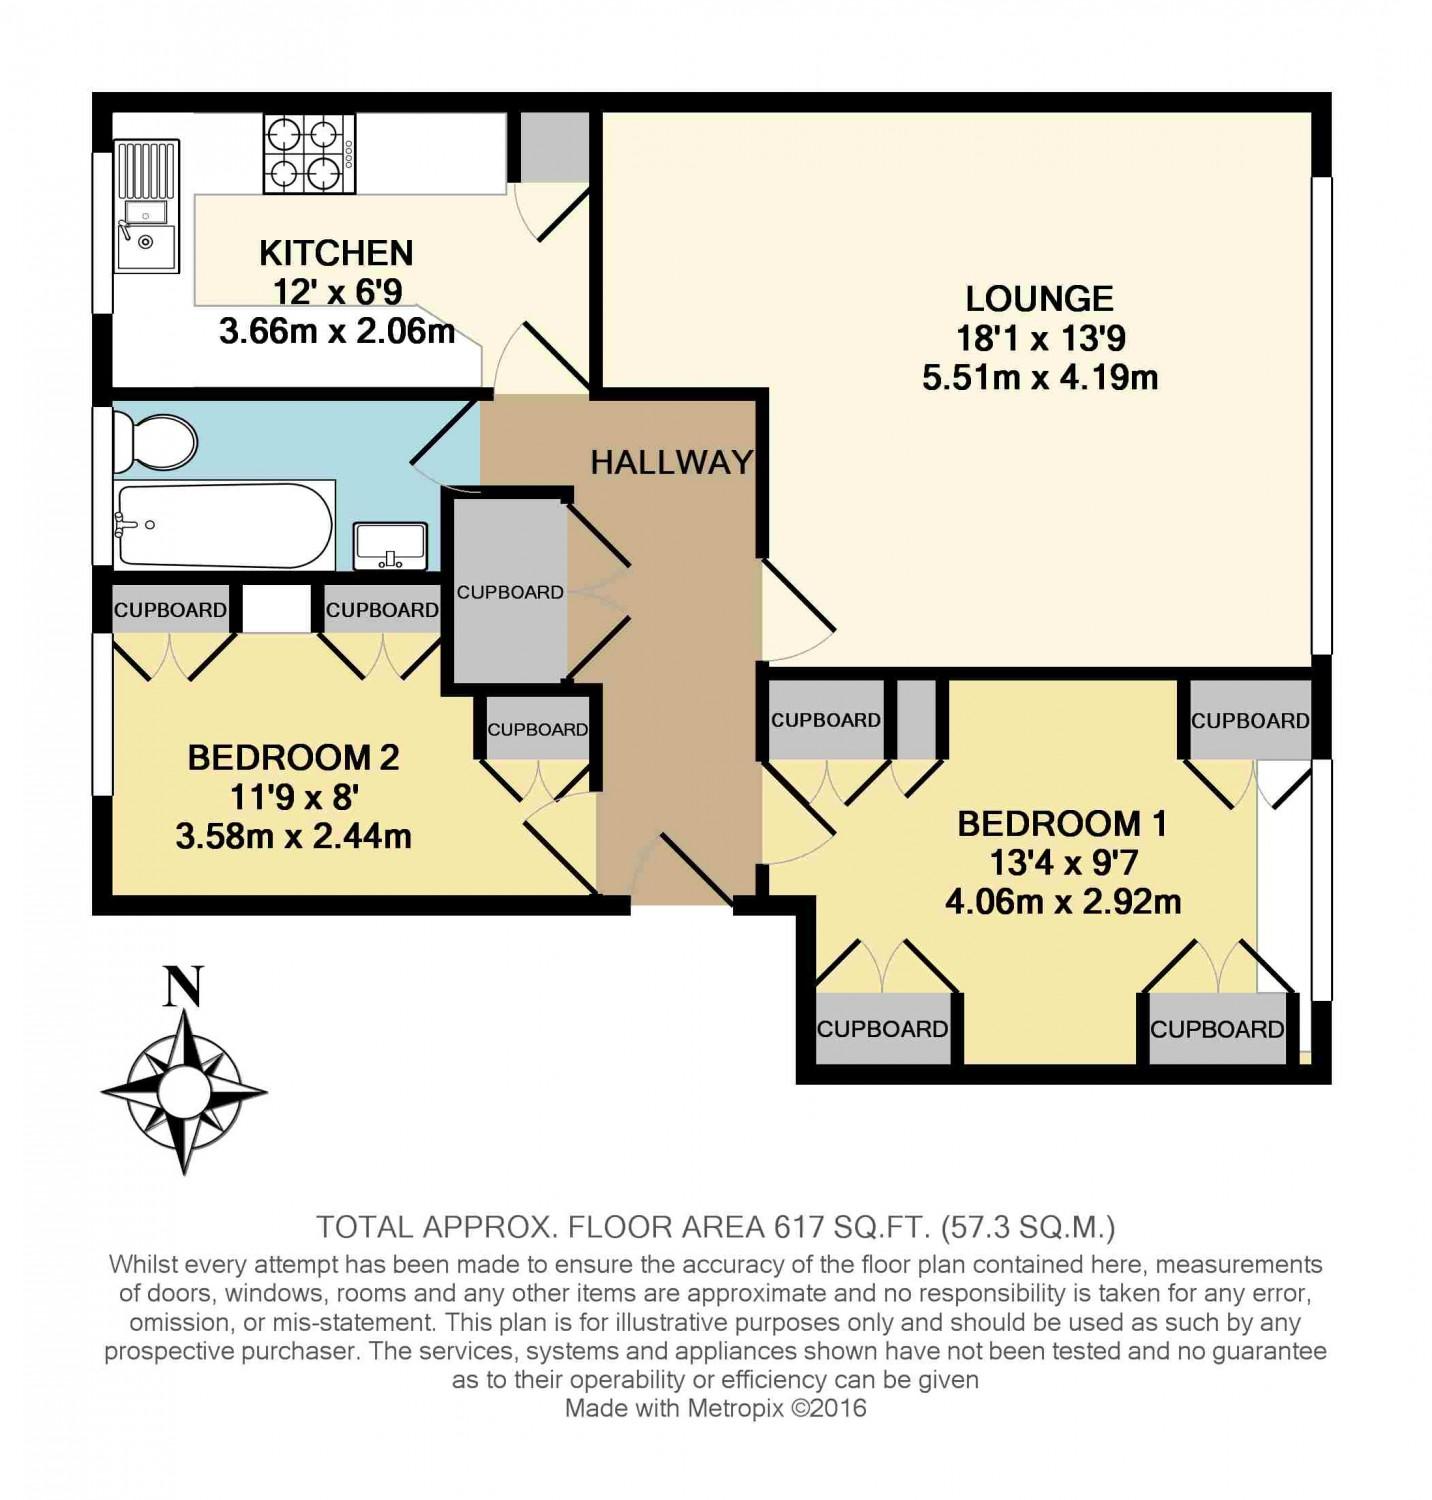 KITCHEN
12' x 6'9
3.66m x 2.06m
LOUNGE
18'1 x 13'9
5.51m x 4.19m
HALLWAY
CUPBOARD
CUPBOARD
CUPBOARD
CUPBOARD
CUPBOARD
CUPBOARD
BEDROOM 2
11'9 x 8'
3.58m x 2.44m
BEDROOM 1
13'4 x 9'7
4.06m x 2.92m
CUPBOARD
CUPBOARD
N
TOTAL APPROX. FLOOR AREA 617 SQ.FT. (57.3 SQ.M.)
Whilst every attempt has been made to ensure the accuracy of the floor plan contained here, measurements
of doors, windows, rooms and any other items are approximate and no responsibility is taken for any error,
omission, or mis-statement. This plan is for illustrative purposes only and should be used as such by any
prospective purchaser. The services, systems and appliances shown have not been tested and no guarantee
as to their operability or efficiency can be given
Made with Metropix ©2016